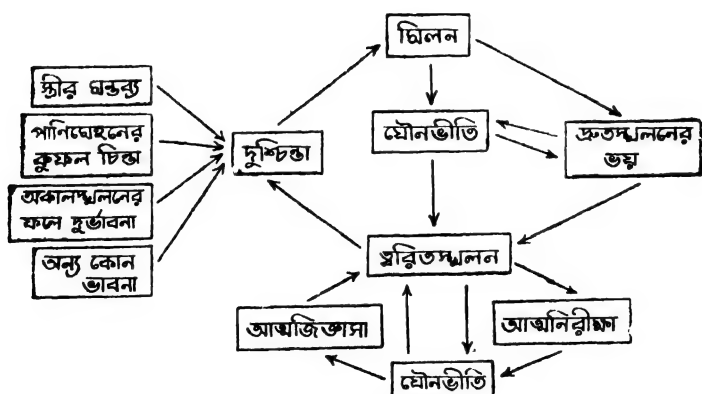 মিলন
স্ত্রীর মন্তব্য
পানিমেহনের
কুফল চিন্তা
দুশ্চিন্তা
যৌনভীতি
দ্রুতস্খলনের
ভয়
অকালস্খলনের
ফলে দুর্ভাবনা
অন্য কোন
ভাবনা
ত্বরিতস্খলন
আত্মজিজ্ঞাসা
আত্মনিরীক্ষা
যৌনভীতি